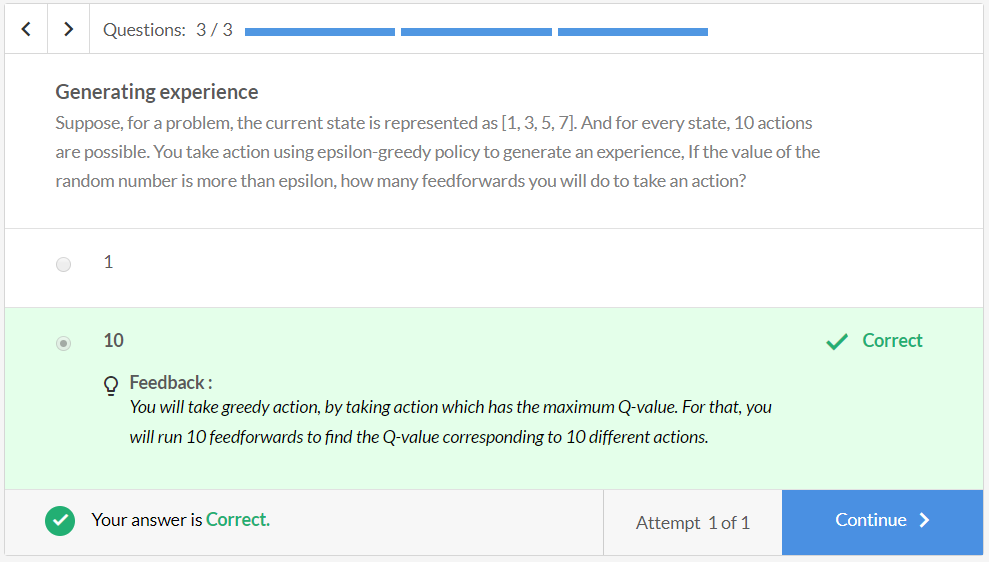 Questions: 3 / 3
Generating experience
Suppose, for a problem, the current state is represented as [1, 3, 5, 7]. And for every state, 10 actions
are possible. You take action using epsilon-greedy policy to generate an experience, If the value of the
random number is more than epsilon, how many feedforwards you will do to take an action?
1
10
Correct
Feedback :
You will take greedy action, by taking action which has the maximum Q-value. For that, you
will run 10 feedforwards to find the Q-value corresponding to 10 different actions.
Your answer is Correct.
Attempt 1 of 1
Continue